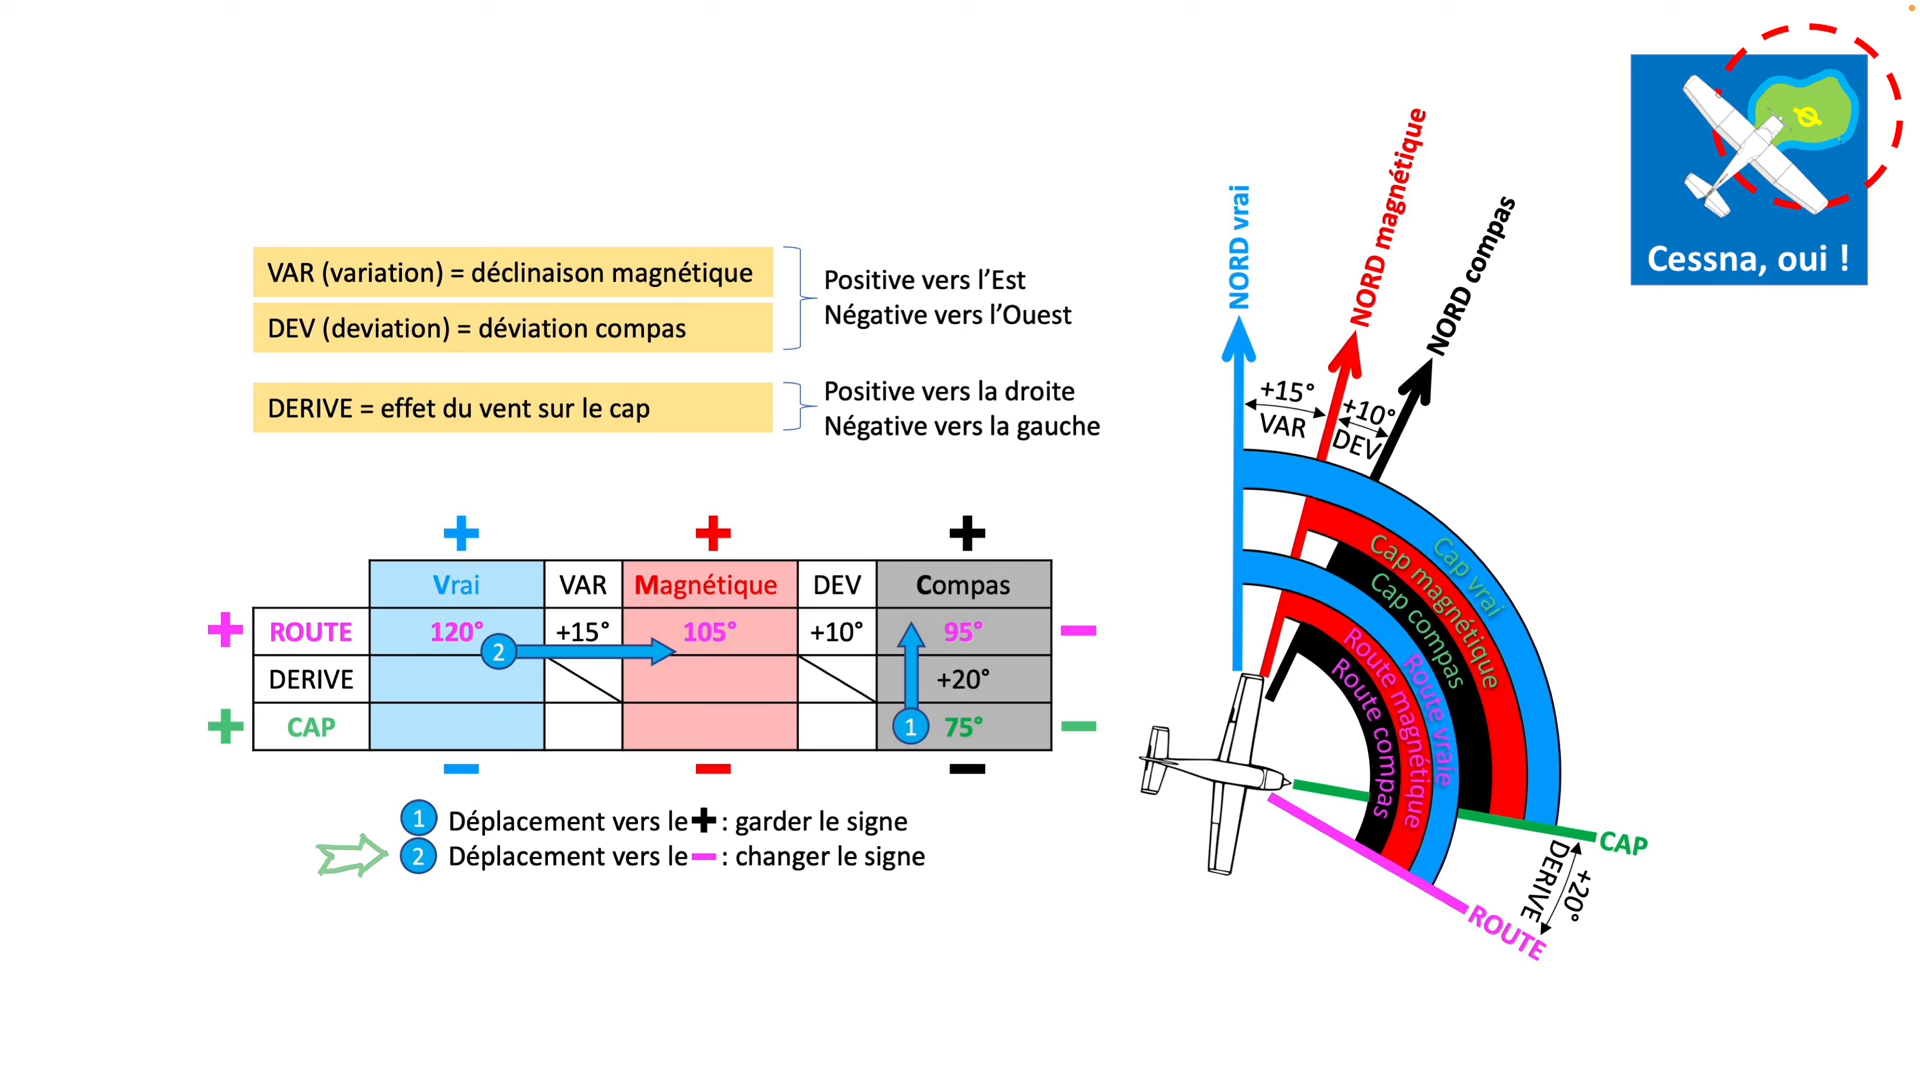 Cessna, oui !
VAR (variation) = déclinaison magnétique
DEV (deviation) = déviation compas
Positive vers l’Est
Négative vers l’Ouest
DERIVE = effet du vent sur le cap
Positive vers la droite
Négative vers la gauche
+ + +
Vrai VAR Magnétique DEV Compas
+ ROUTE 120° +15° 105° +10° 95° −
2
DERIVE +20°
+ CAP 1 75° −
− − −
1 Déplacement vers le + : garder le signe
2 Déplacement vers le − : changer le signe
NORD vrai
NORD magnétique
NORD compas
+15°
VAR
+10°
DEV
Cap vrai
Cap magnétique
Cap compas
Route vraie
Route magnétique
Route compas
CAP
+20°
DERIVE
ROUTE